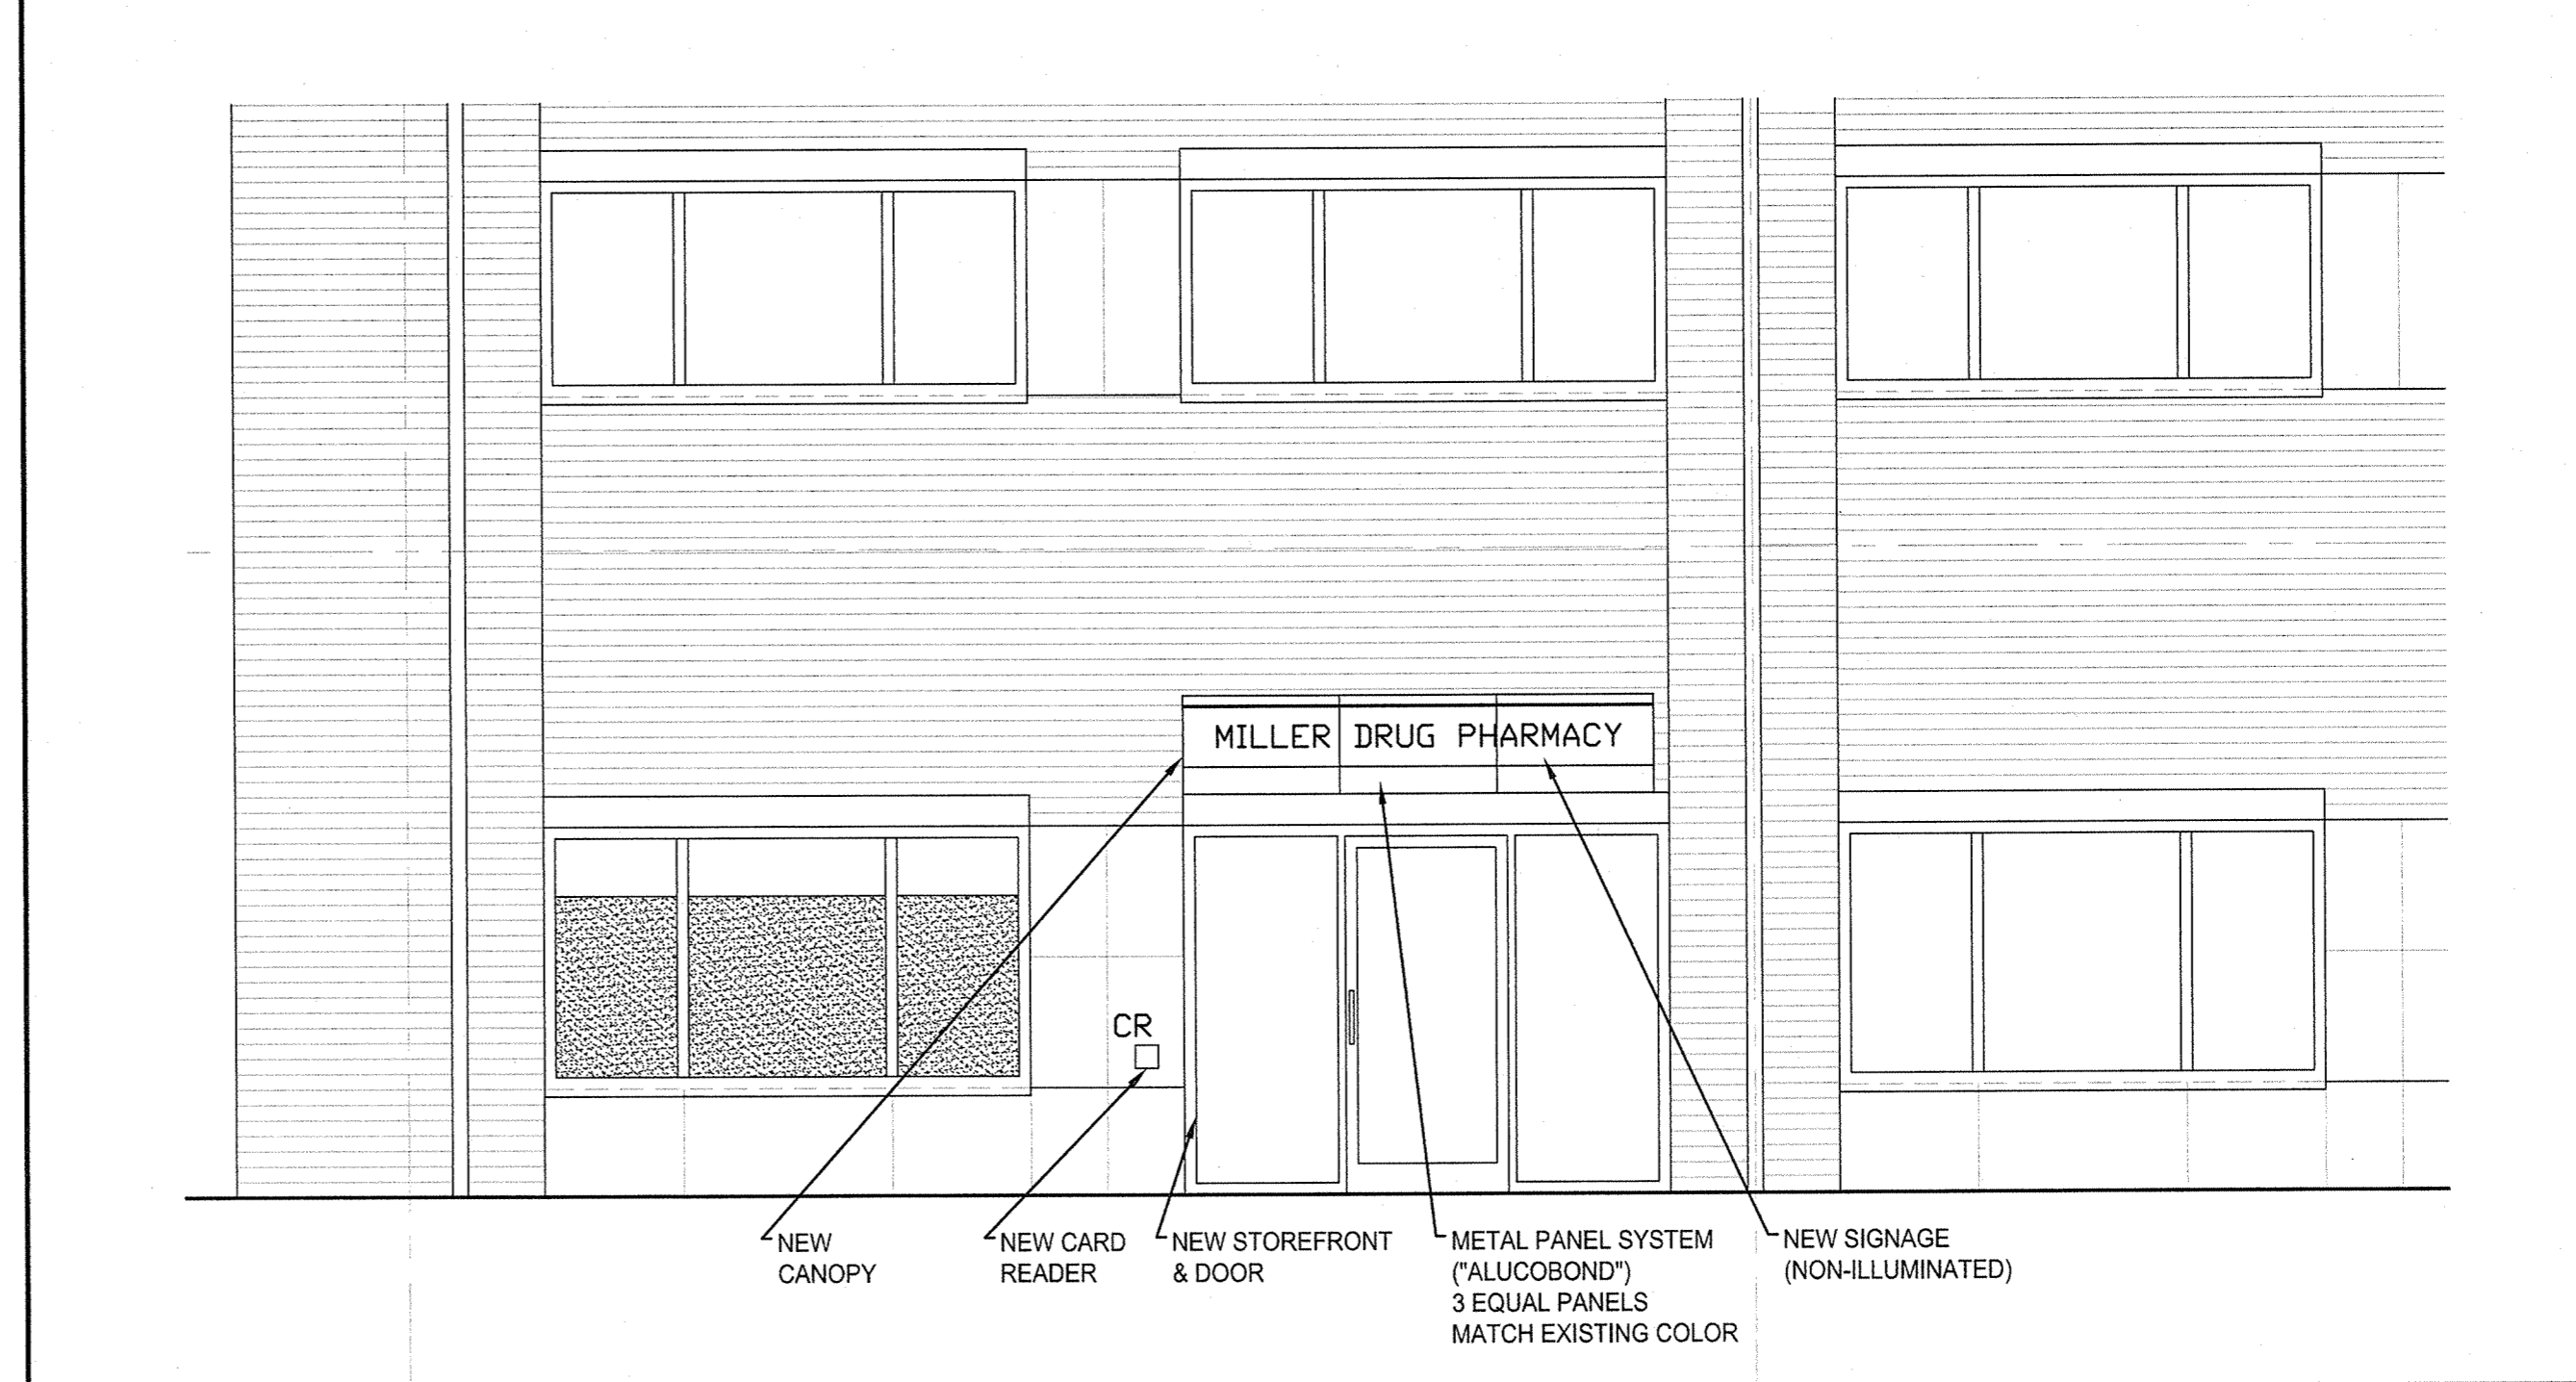 MILLER DRUG PHARMACY
CR
NEW
CANOPY
NEW CARD
READER
NEW STOREFRONT
& DOOR
METAL PANEL SYSTEM
("ALUCOBOND")
3 EQUAL PANELS
MATCH EXISTING COLOR
NEW SIGNAGE
(NON-ILLUMINATED)